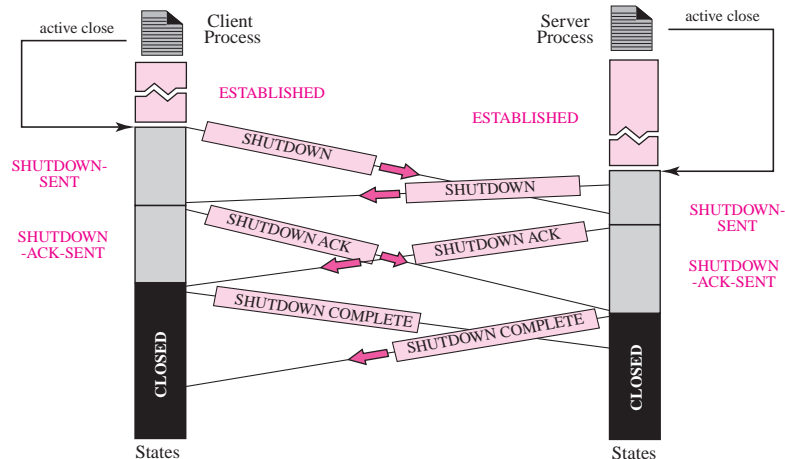 active close
Client
Process
Server
Process
active close
ESTABLISHED
ESTABLISHED
SHUTDOWN
SHUTDOWN-
SENT
SHUTDOWN
SHUTDOWN-
SENT
SHUTDOWN
-ACK-SENT
SHUTDOWN ACK
SHUTDOWN ACK
SHUTDOWN
-ACK-SENT
SHUTDOWN COMPLETE
SHUTDOWN COMPLETE
CLOSED
CLOSED
States
States